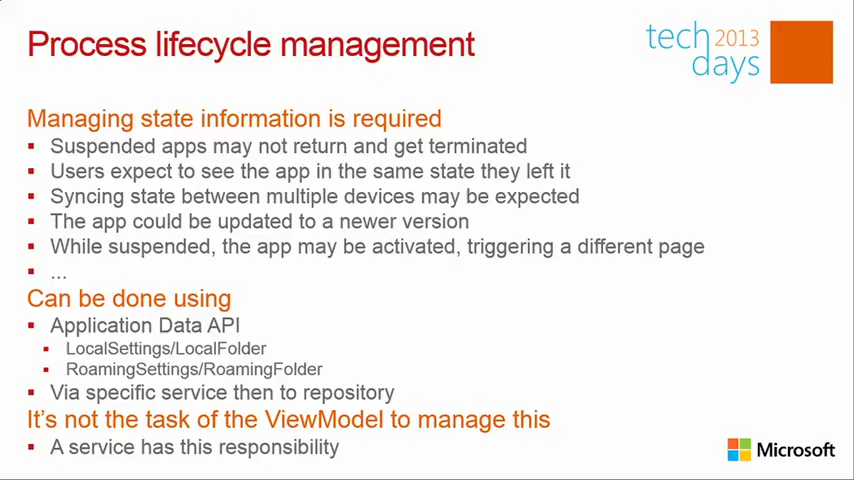 Process lifecycle management
tech 2013
days
Managing state information is required
Suspended apps may not return and get terminated
Users expect to see the app in the same state they left it
Syncing state between multiple devices may be expected
The app could be updated to a newer version
While suspended, the app may be activated, triggering a different page
...
Can be done using
Application Data API
LocalSettings/LocalFolder
RoamingSettings/RoamingFolder
Via specific service then to repository
It's not the task of the ViewModel to manage this
A service has this responsibility
Microsoft